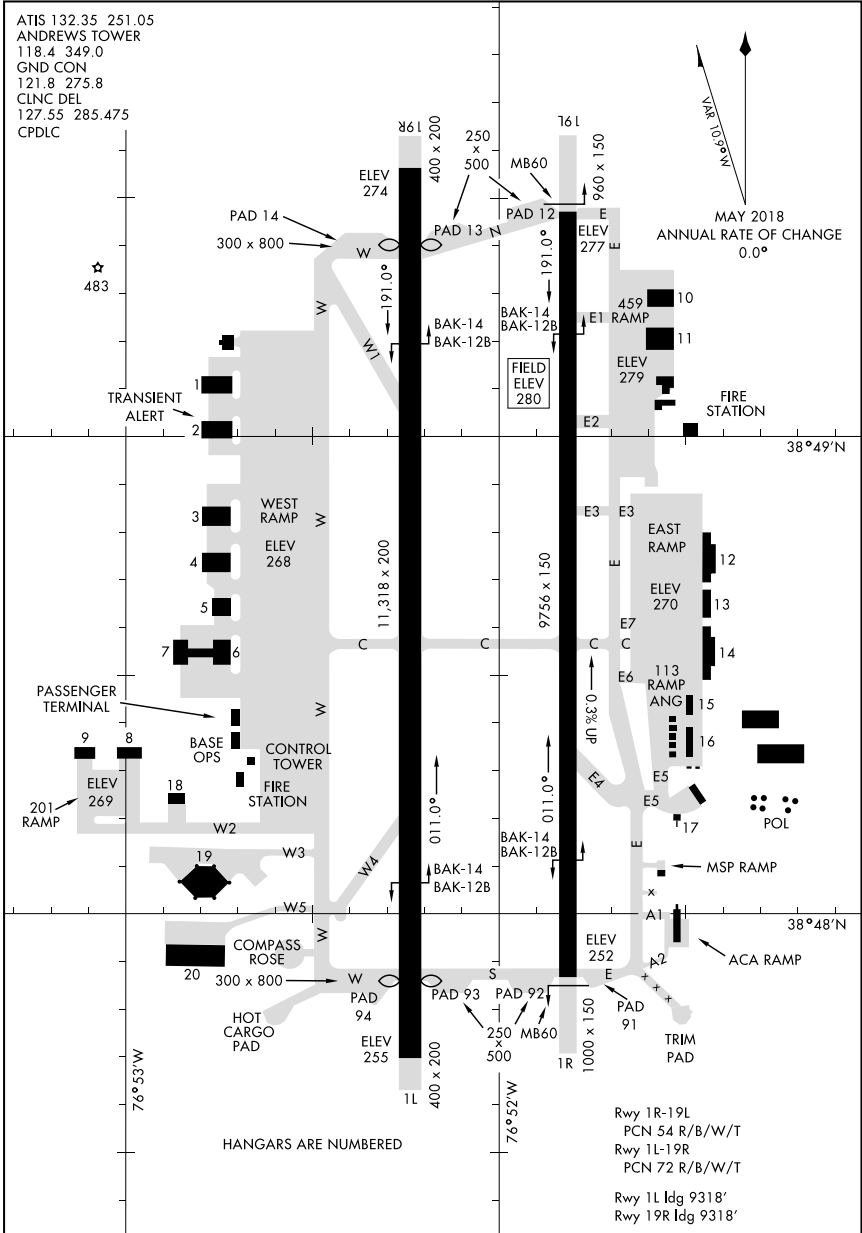 ATIS 132.35 251.05
ANDREWS TOWER
118.4 349.0
GND CON
121.8 275.8
CLNC DEL
127.55 285.475
CPDLC
19R
400 x 200
ELEV
274
250
x
500
MB60
19L
960 x 150
VAR 10.9° W
MAY 2018
ANNUAL RATE OF CHANGE
0.0°
PAD 14
300 x 800
PAD 13
PAD 12
N
E
ELEV
277
E
W
W
W1
483
191.0°
191.0°
BAK-14
BAK-12B
BAK-14
BAK-12B
E1
459
RAMP
10
11
ELEV
279
FIELD
ELEV
280
FIRE
STATION
1
TRANSIENT
ALERT
2
E2
38°49'N
3
WEST
RAMP
ELEV
268
W
4
5
7
6
11,318 x 200
9756 x 150
E3
E3
E
EAST
RAMP
ELEV
270
12
13
14
E7
C
C
C
C
E6
0.3% UP
113
RAMP
ANG
15
16
PASSENGER
TERMINAL
W
9
8
BASE
OPS
CONTROL
TOWER
FIRE
STATION
ELEV
269
201
RAMP
18
W2
011.0°
011.0°
E4
E5
E5
17
POL
W3
19
W4
BAK-14
BAK-12B
BAK-14
BAK-12B
E
MSP RAMP
x
W5
A1
38°48'N
COMPASS
ROSE
20
W
300 x 800
W
PAD
94
PAD 93
S
PAD 92
ELEV
252
E
A2
x x x x
ACA RAMP
PAD
91
HOT
CARGO
PAD
ELEV
255
250
x
500
MB60
1000 x 150
TRIM
PAD
1L
400 x 200
1R
76°53'W
76°52'W
HANGARS ARE NUMBERED
Rwy 1R-19L
PCN 54 R/B/W/T
Rwy 1L-19R
PCN 72 R/B/W/T
Rwy 1L ldg 9318'
Rwy 19R ldg 9318'